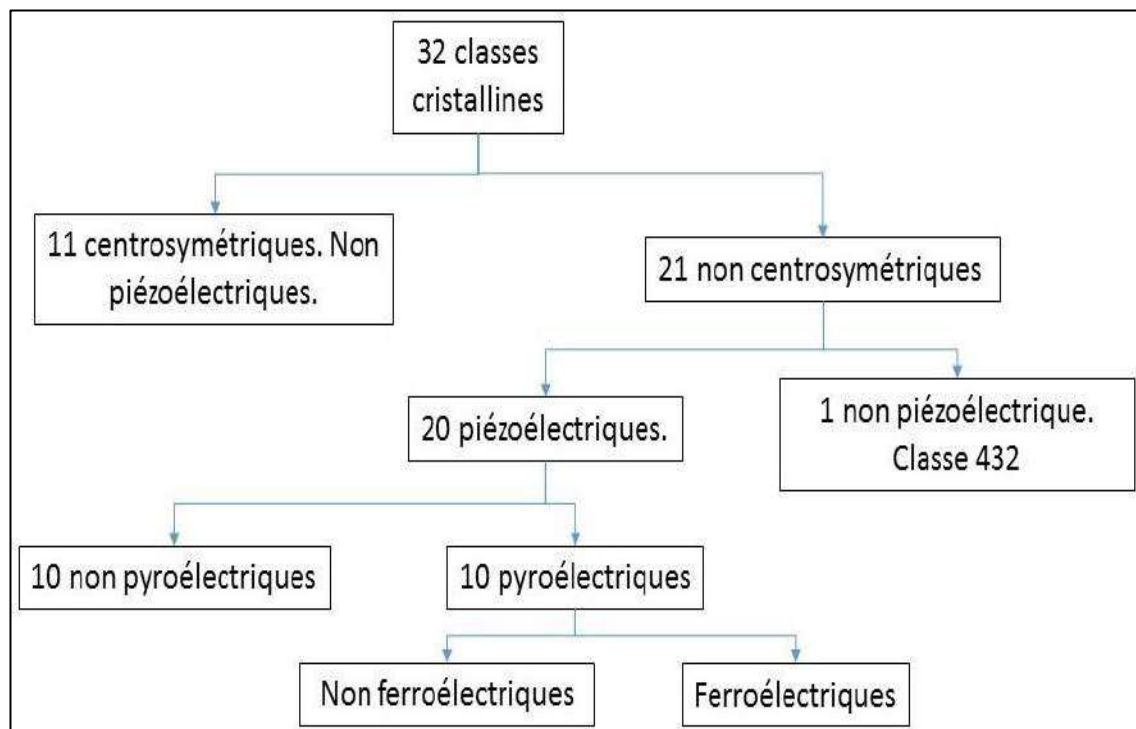 32 classes
cristallines
11 centrosymétriques. Non
piézoélectriques.
21 non centrosymétriques
20 piézoélectriques.
1 non piézoélectrique.
Classe 432
10 non pyroélectriques
10 pyroélectriques
Non ferroélectriques
Ferroélectriques